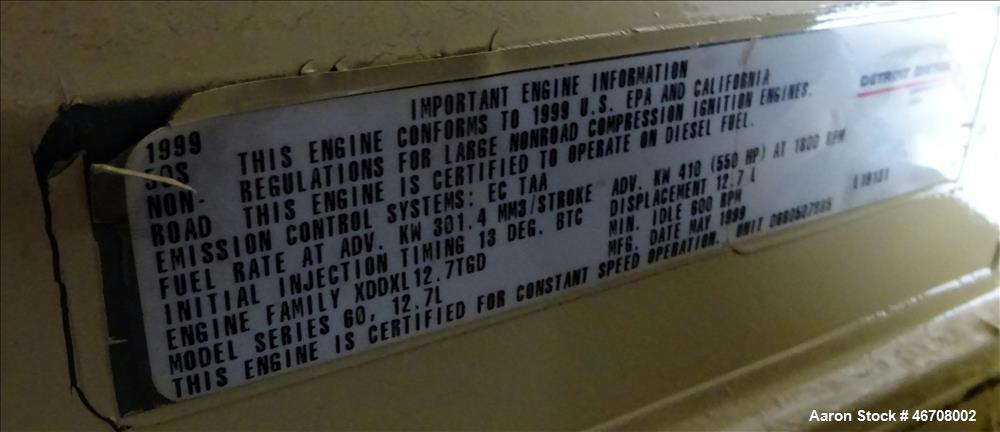 IMPORTANT ENGINE INFORMATION
1999 THIS ENGINE CONFORMS TO 1999 U.S. EPA AND CALIFORNIA
50S REGULATIONS FOR LARGE NONROAD COMPRESSION IGNITION ENGINES.
NON- THIS ENGINE IS CERTIFIED TO OPERATE ON DIESEL FUEL.
ROAD
EMISSION CONTROL SYSTEMS: EC TAA
FUEL RATE AT ADV. KW 301.4 MM3/STROKE ADV. KW 410 (550 HP) AT 1800 RPM
INITIAL INJECTION TIMING 13 DEG. BTC DISPLACEMENT 12.7 L
ENGINE FAMILY XDDXL12.7TGD MIN. IDLE 600 RPM
MODEL SERIES 60, 12.7L MFG. DATE MAY 1999
THIS ENGINE IS CERTIFIED FOR CONSTANT SPEED OPERATION. UNIT
DETROIT DIESEL
Aaron Stock # 46708002